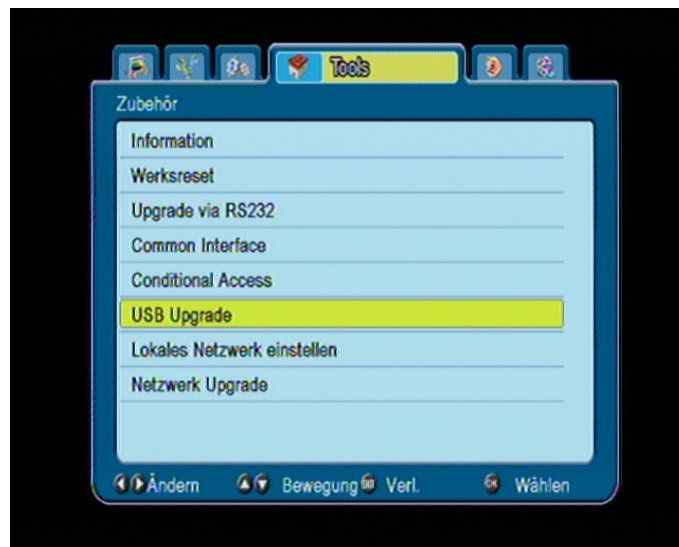 Tools
Zubehör
Information
Werksreset
Upgrade via RS232
Common Interface
Conditional Access
USB Upgrade
Lokales Netzwerk einstellen
Netzwerk Upgrade
Ändern Bewegung Verl. OK Wählen